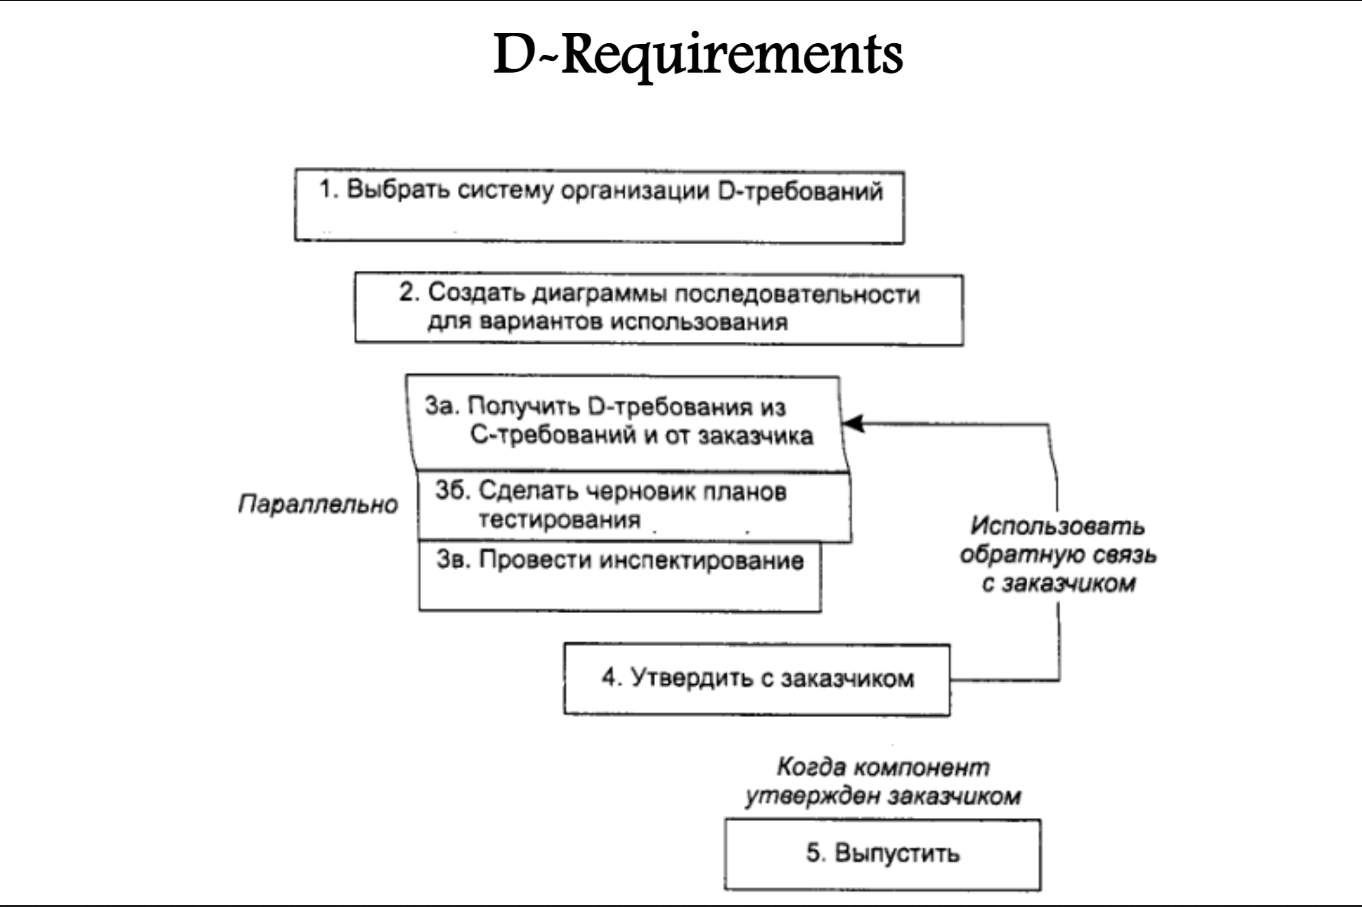 D-Requirements
1. Выбрать систему организации D-требований
2. Создать диаграммы последовательности
для вариантов использования
3а. Получить D-требования из
С-требований и от заказчика
Параллельно
3б. Сделать черновик планов
тестирования
3в. Провести инспектирование
Использовать
обратную связь
с заказчиком
4. Утвердить с заказчиком
Когда компонент
утвержден заказчиком
5. Выпустить